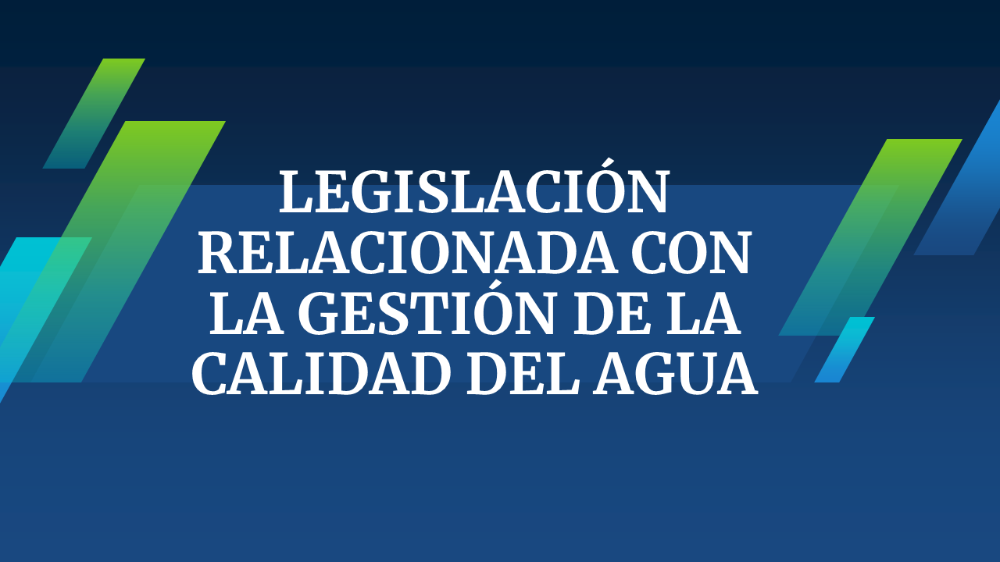 LEGISLACIÓN
RELACIONADA CON
LA GESTIÓN DE LA
CALIDAD DEL AGUA